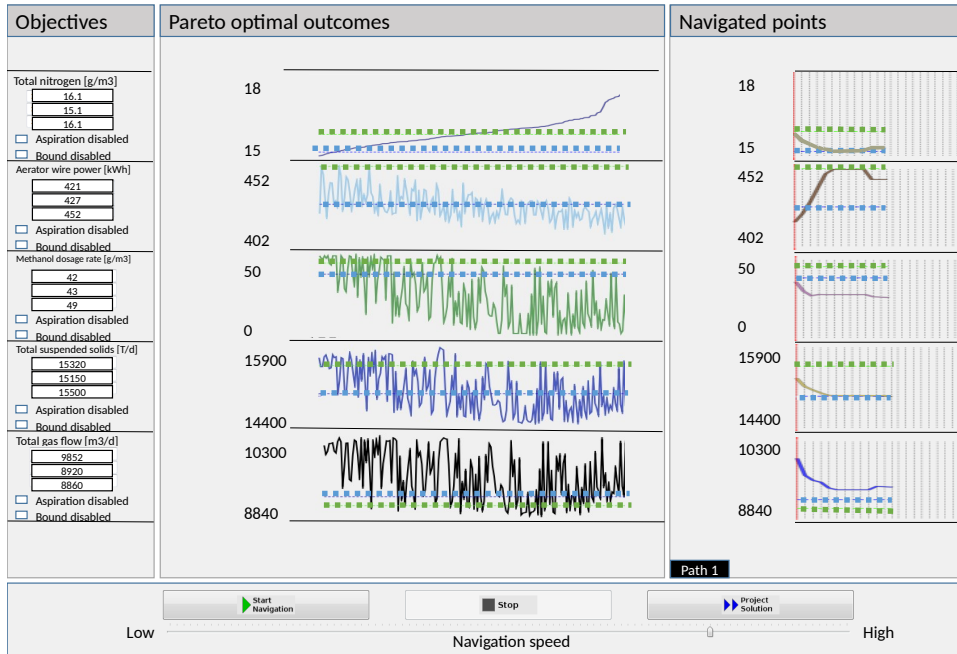 Objectives
Pareto optimal outcomes
Navigated points
Total nitrogen [g/m3]
16.1
15.1
16.1
Aspiration disabled
Bound disabled
18
15
18
15
Aerator wire power [kWh]
421
427
452
Aspiration disabled
Bound disabled
452
402
452
402
Methanol dosage rate [g/m3]
42
43
49
Aspiration disabled
Bound disabled
50
0
50
0
Total suspended solids [T/d]
15320
15150
15500
Aspiration disabled
Bound disabled
15900
14400
15900
14400
Total gas flow [m3/d]
9852
8920
8860
Aspiration disabled
Bound disabled
10300
8840
10300
8840
Path 1
Start
Navigation
Stop
Project
Solution
Low
Navigation speed
High